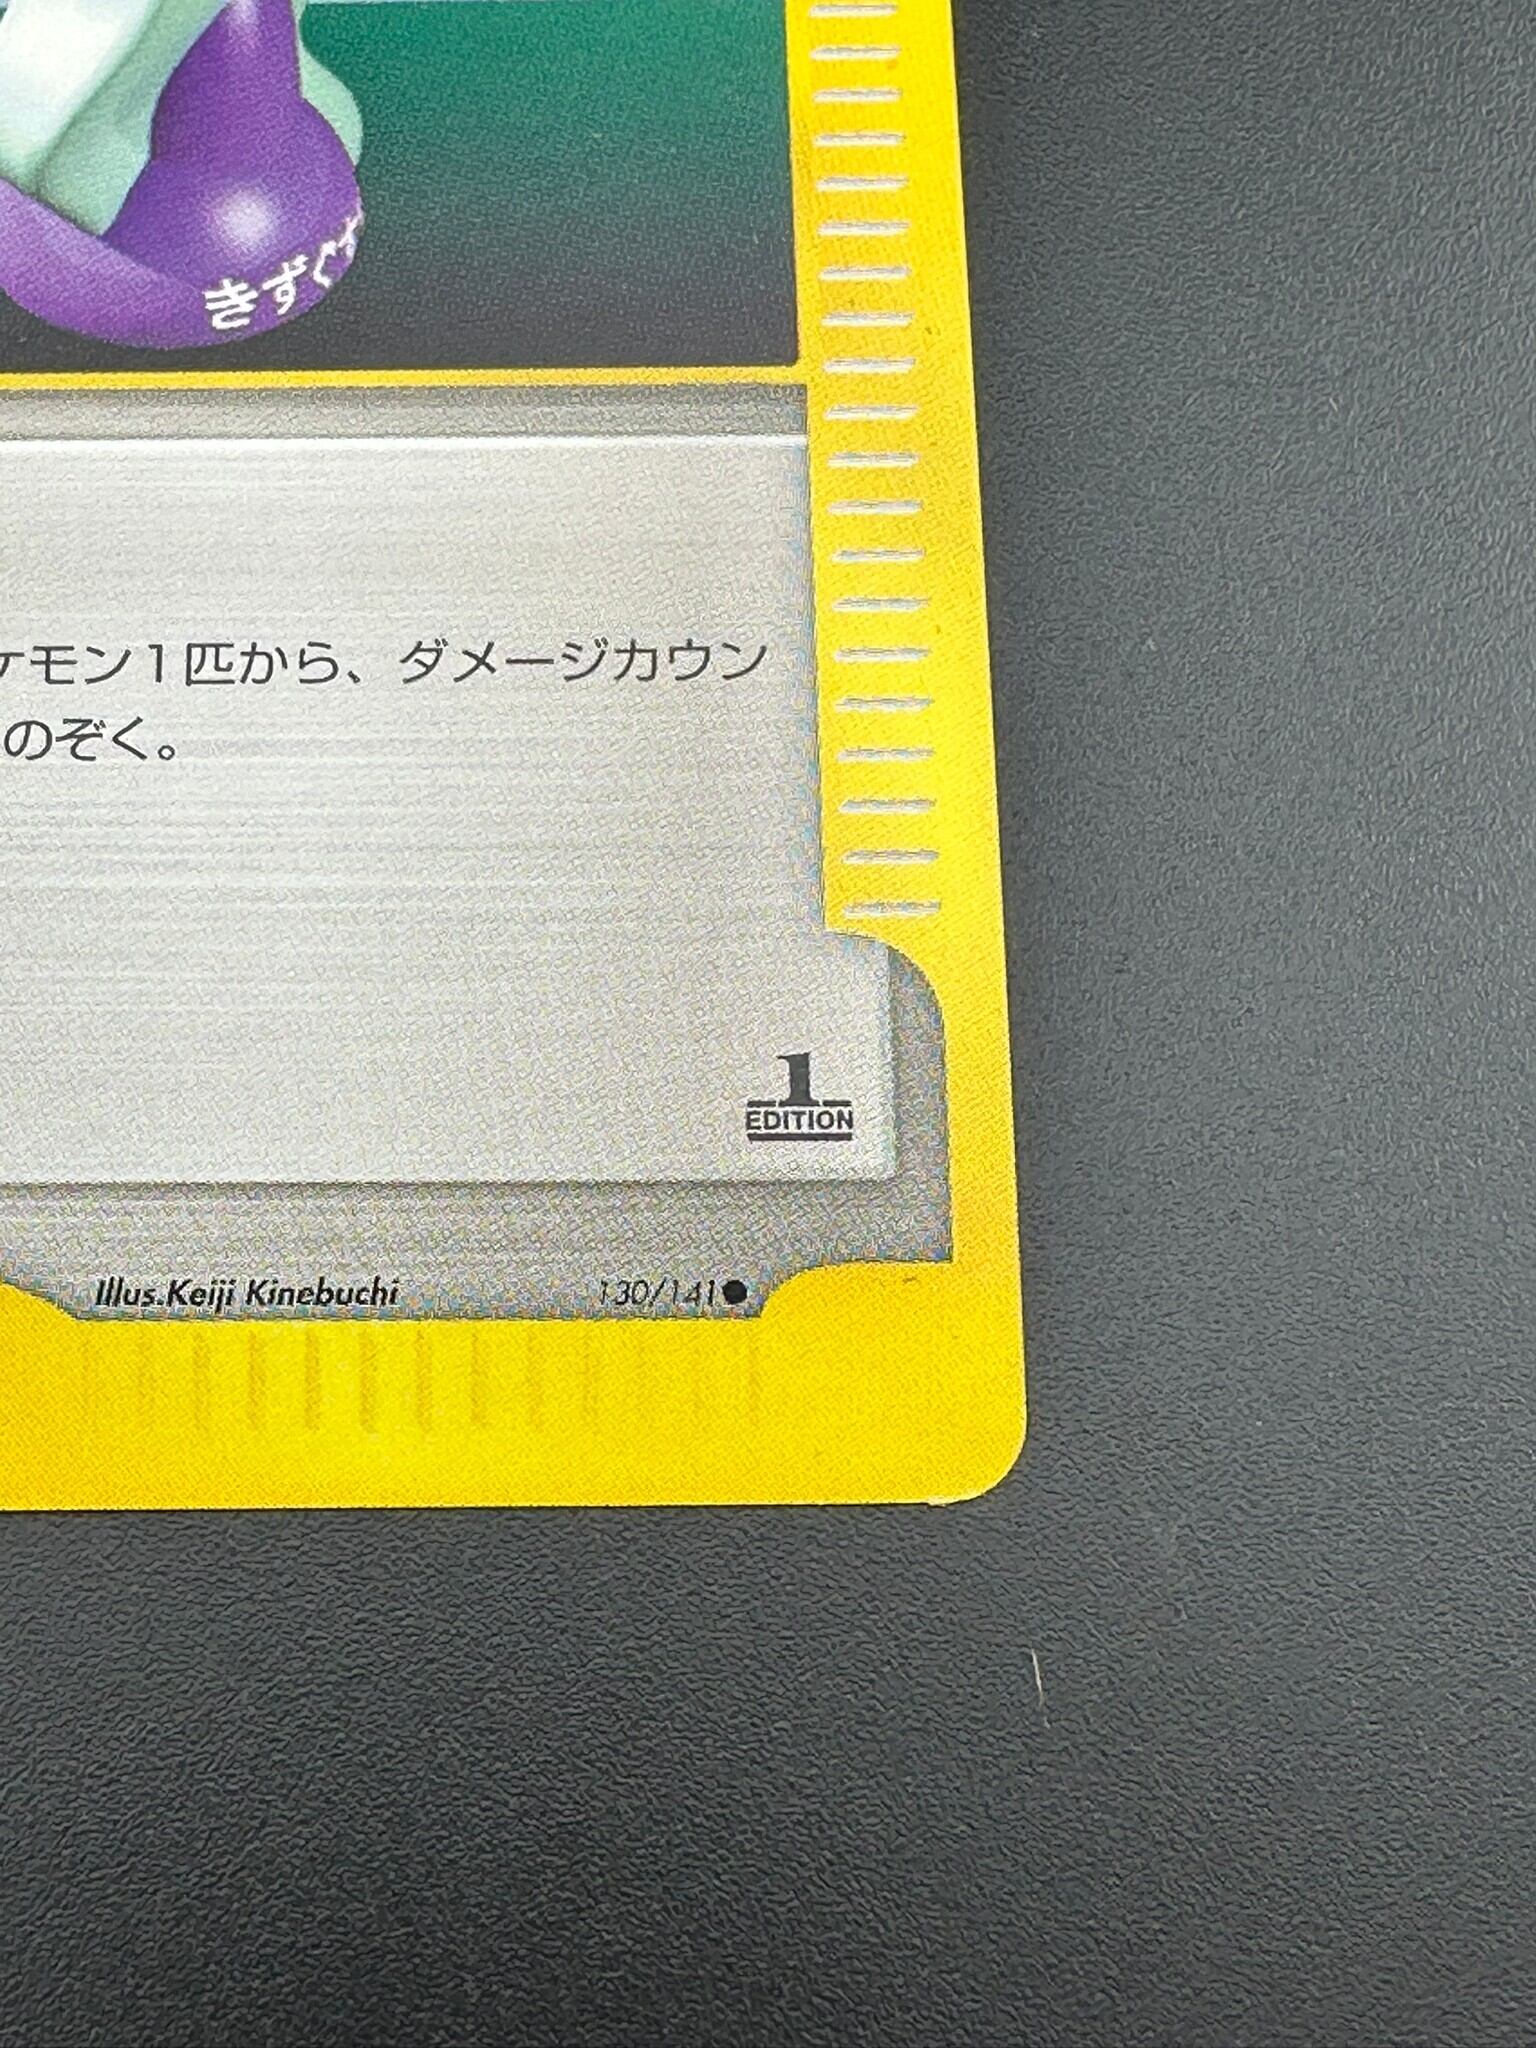 きずぐす
ケモン1匹から、ダメージカウン
のぞく。
1
EDITION
Illus.Keiji Kinebuchi
130/141●